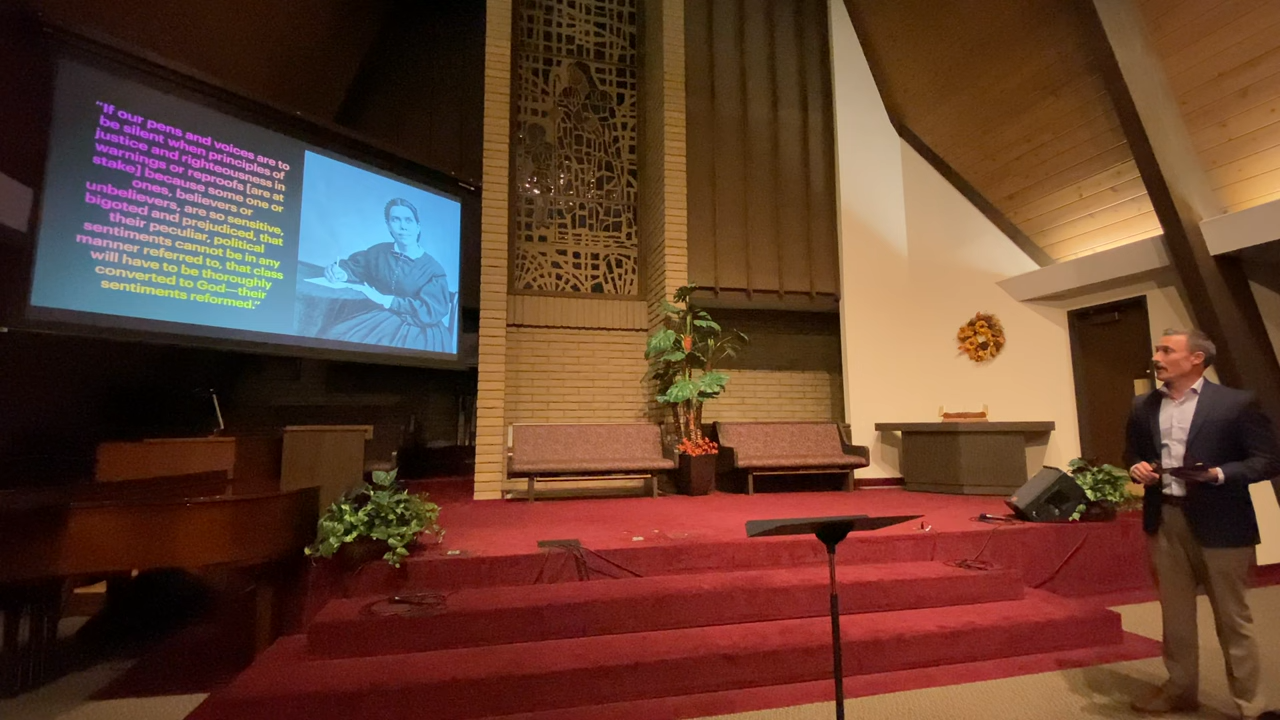 "If our pens and voices are to
be silent when principles of
justice and righteousness in
warnings or reproofs [are at
stake] because some one or
ones, believers or
unbelievers, are so sensitive,
bigoted and prejudiced, that
their peculiar, political
sentiments cannot be in any
manner referred to, that class
will have to be thoroughly
converted to God—their
sentiments reformed."